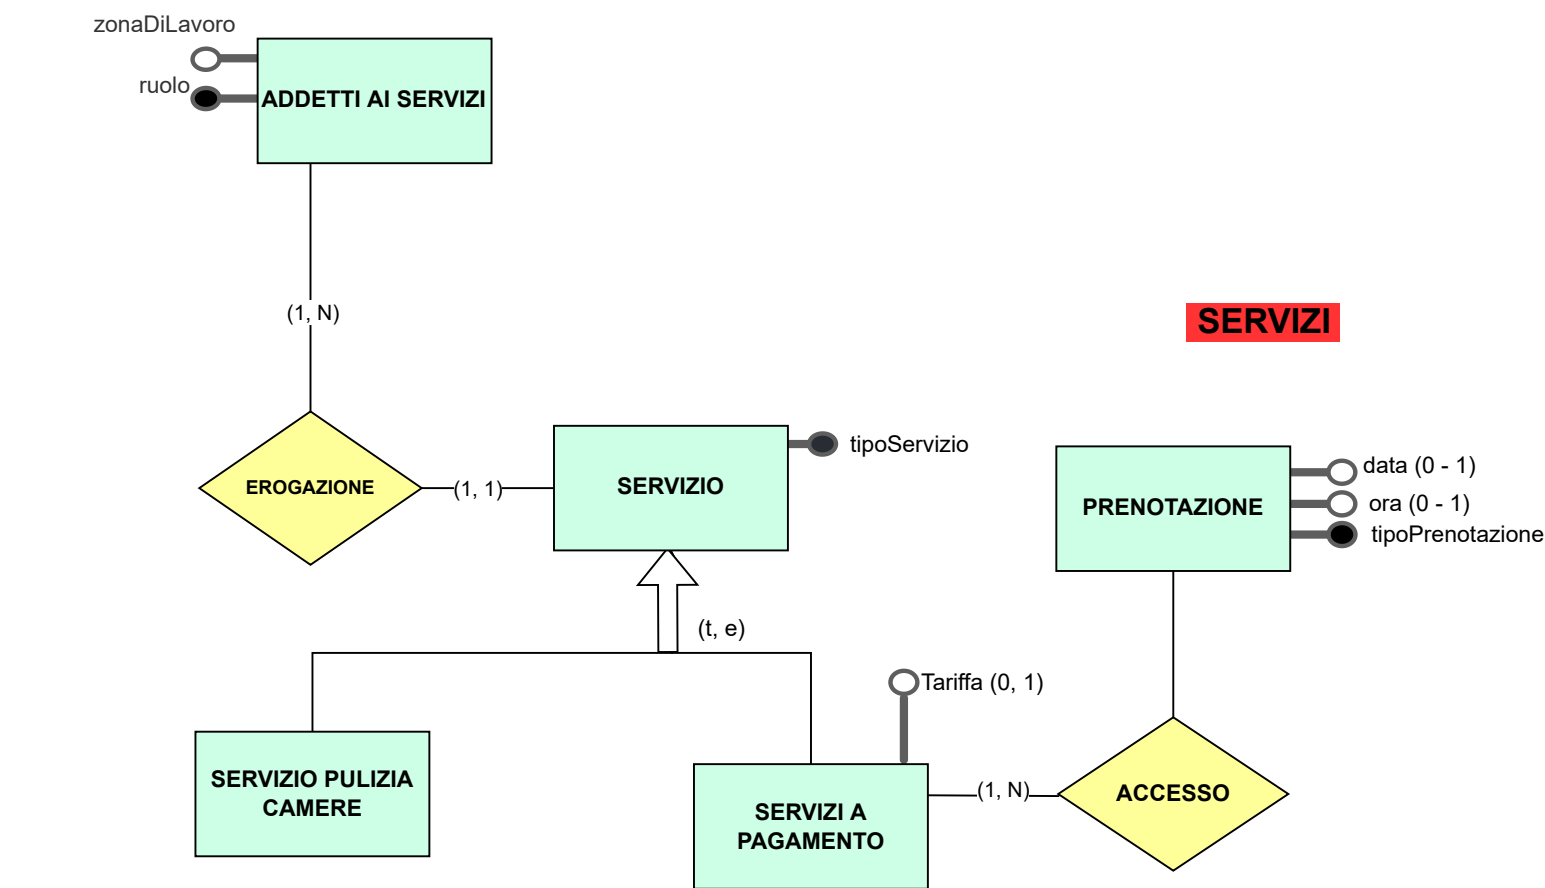 zonaDiLavoro
ruolo
ADDETTI AI SERVIZI
(1, N)
SERVIZI
EROGAZIONE
(1, 1)
SERVIZIO
tipoServizio
PRENOTAZIONE
data (0 - 1)
ora (0 - 1)
tipoPrenotazione
(t, e)
Tariffa (0, 1)
SERVIZIO PULIZIA
CAMERE
SERVIZI A
PAGAMENTO
(1, N)
ACCESSO